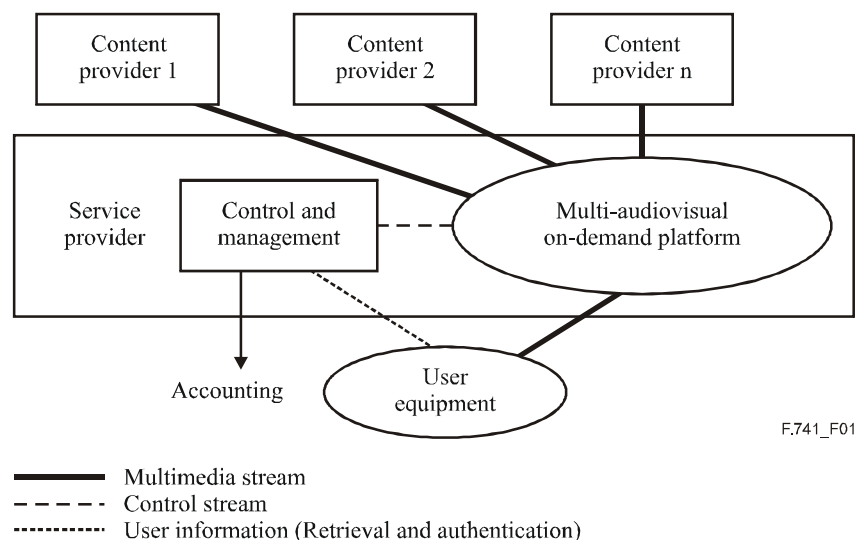 Content
provider 1
Content
provider 2
Content
provider n
Service
provider
Control and
management
Multi-audiovisual
on-demand platform
Accounting
User
equipment
F.741_F01
Multimedia stream
Control stream
User information (Retrieval and authentication)